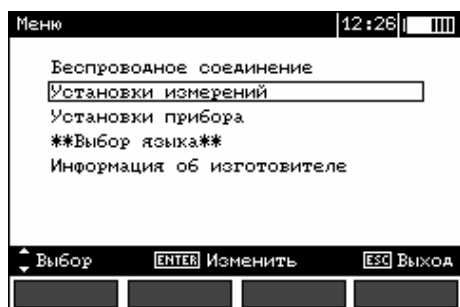 Меню 12:26
Беспроводное соединение
Установки измерений
Установки прибора
**Выбор языка**
Информация об изготовителе
Выбор ENTER Изменить ESC Выход